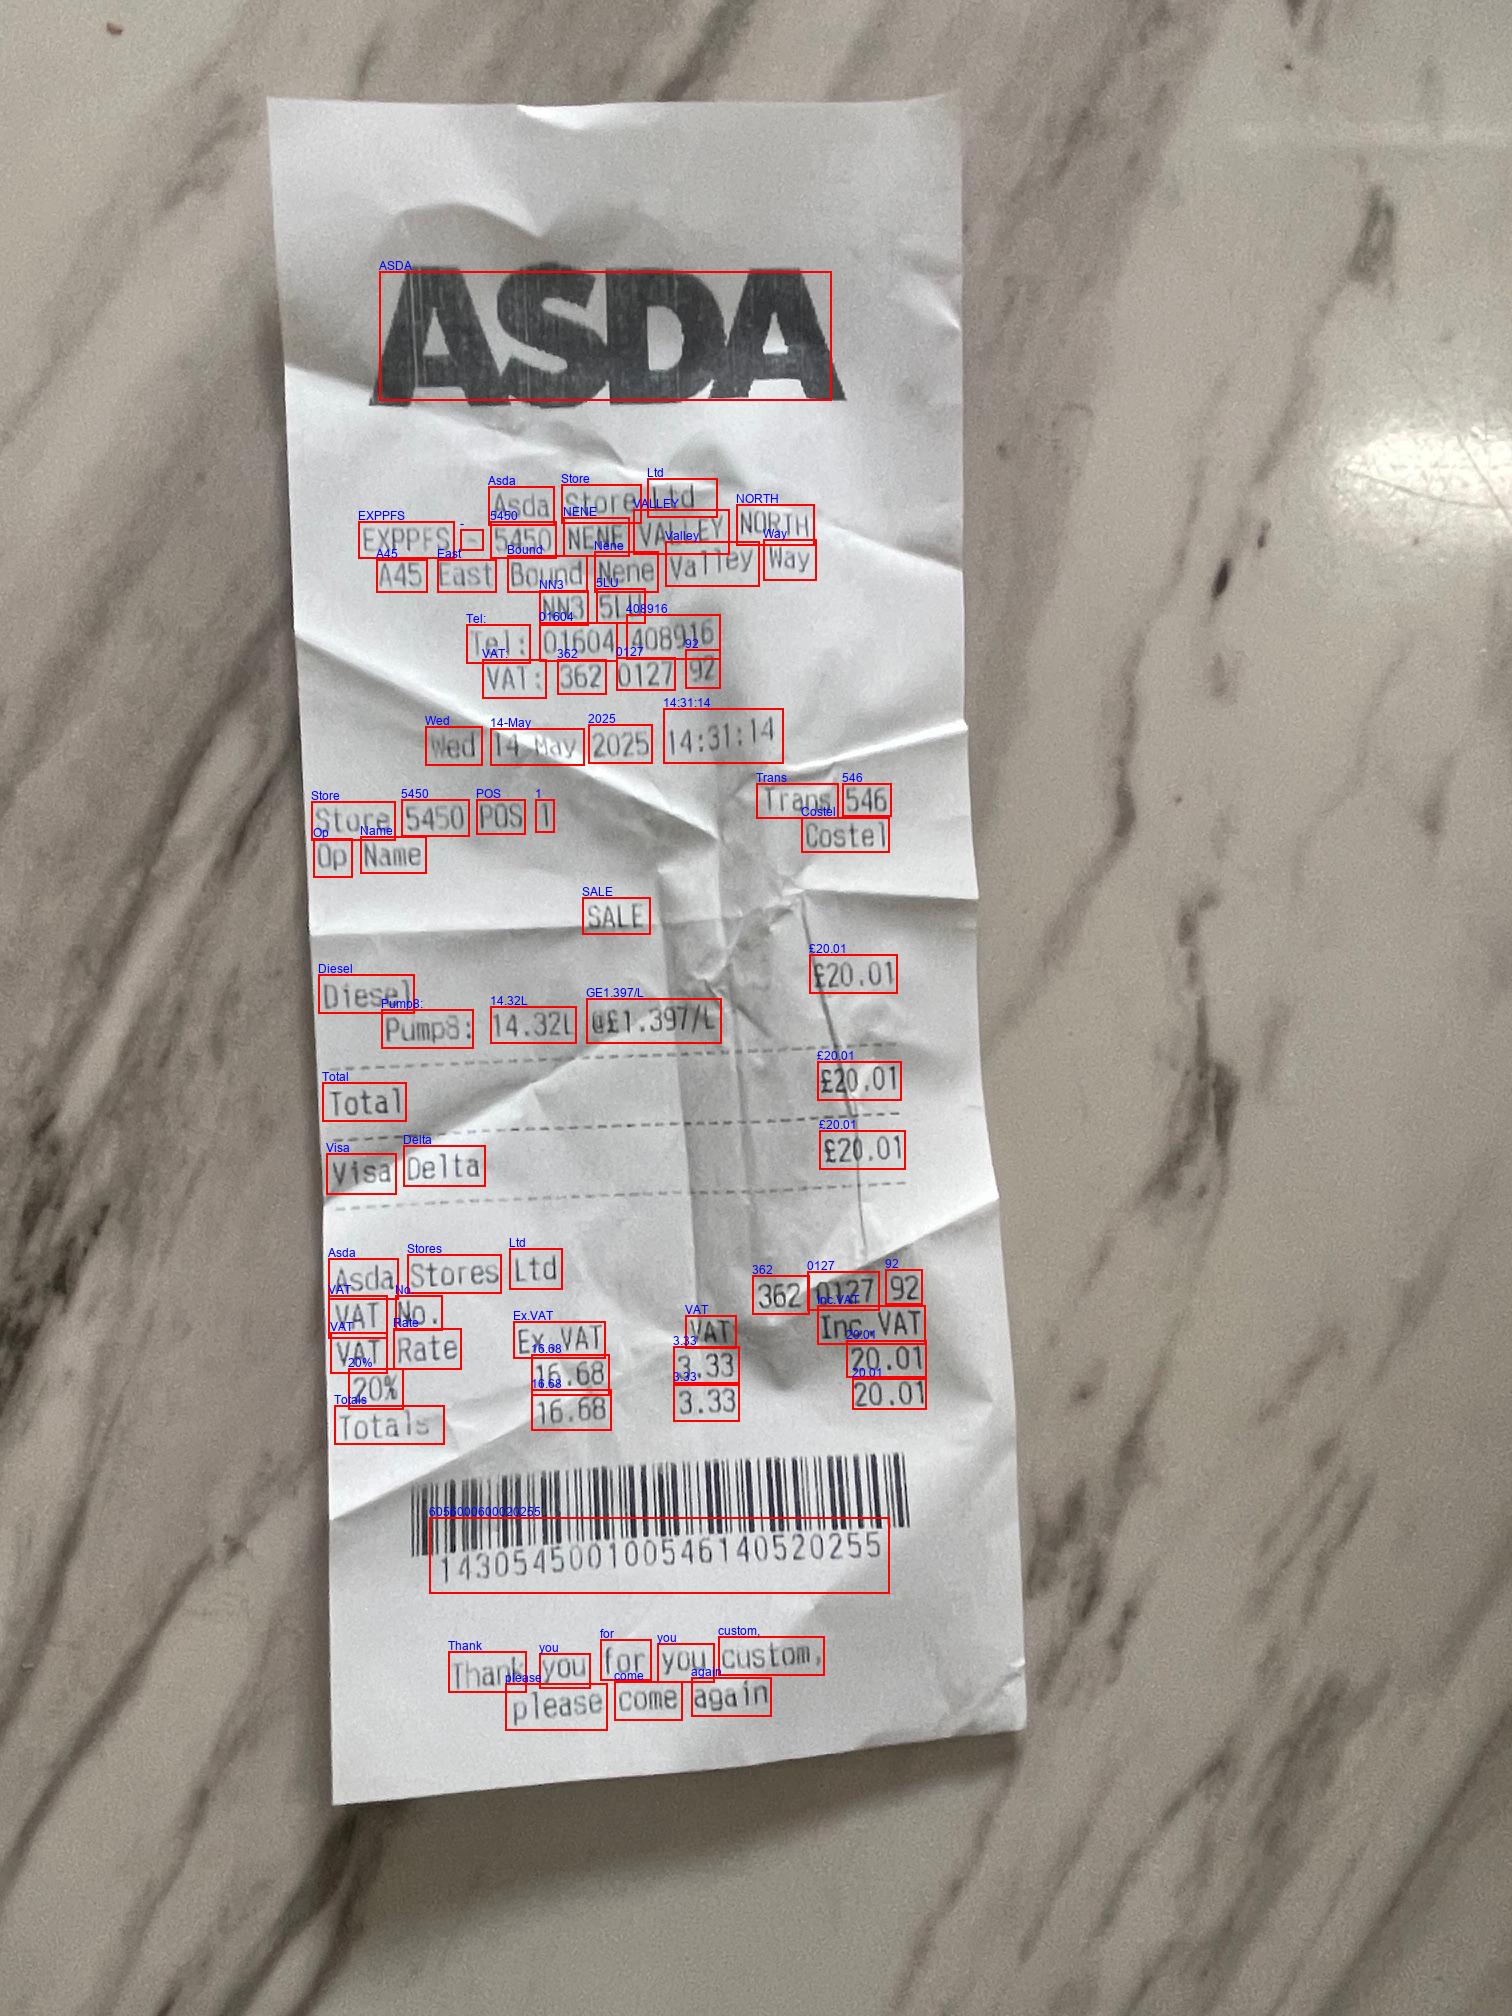 ASDA
Asda Store Ltd
EXPPFS - 5450 NENE VALLEY NORTH
A45 East Bound Nene Valley Way
NN3 5LU
Tel: 01604 408916
VAT: 362 0127 92
Wed 14 May 2025 14:31:14
Store 5450 POS 1 Trans 546
Op Name Costel
SALE
Diesel £20.01
Pump8: 14.32L @£1.397/L
Total £20.01
Visa Delta £20.01
Asda Stores Ltd
VAT No. 362 0127 92
VAT Rate Ex.VAT VAT Inc.VAT
20% 16.68 3.33 20.01
Totals 16.68 3.33 20.01
143054500100546140520255
Thank you for you custom,
please come again